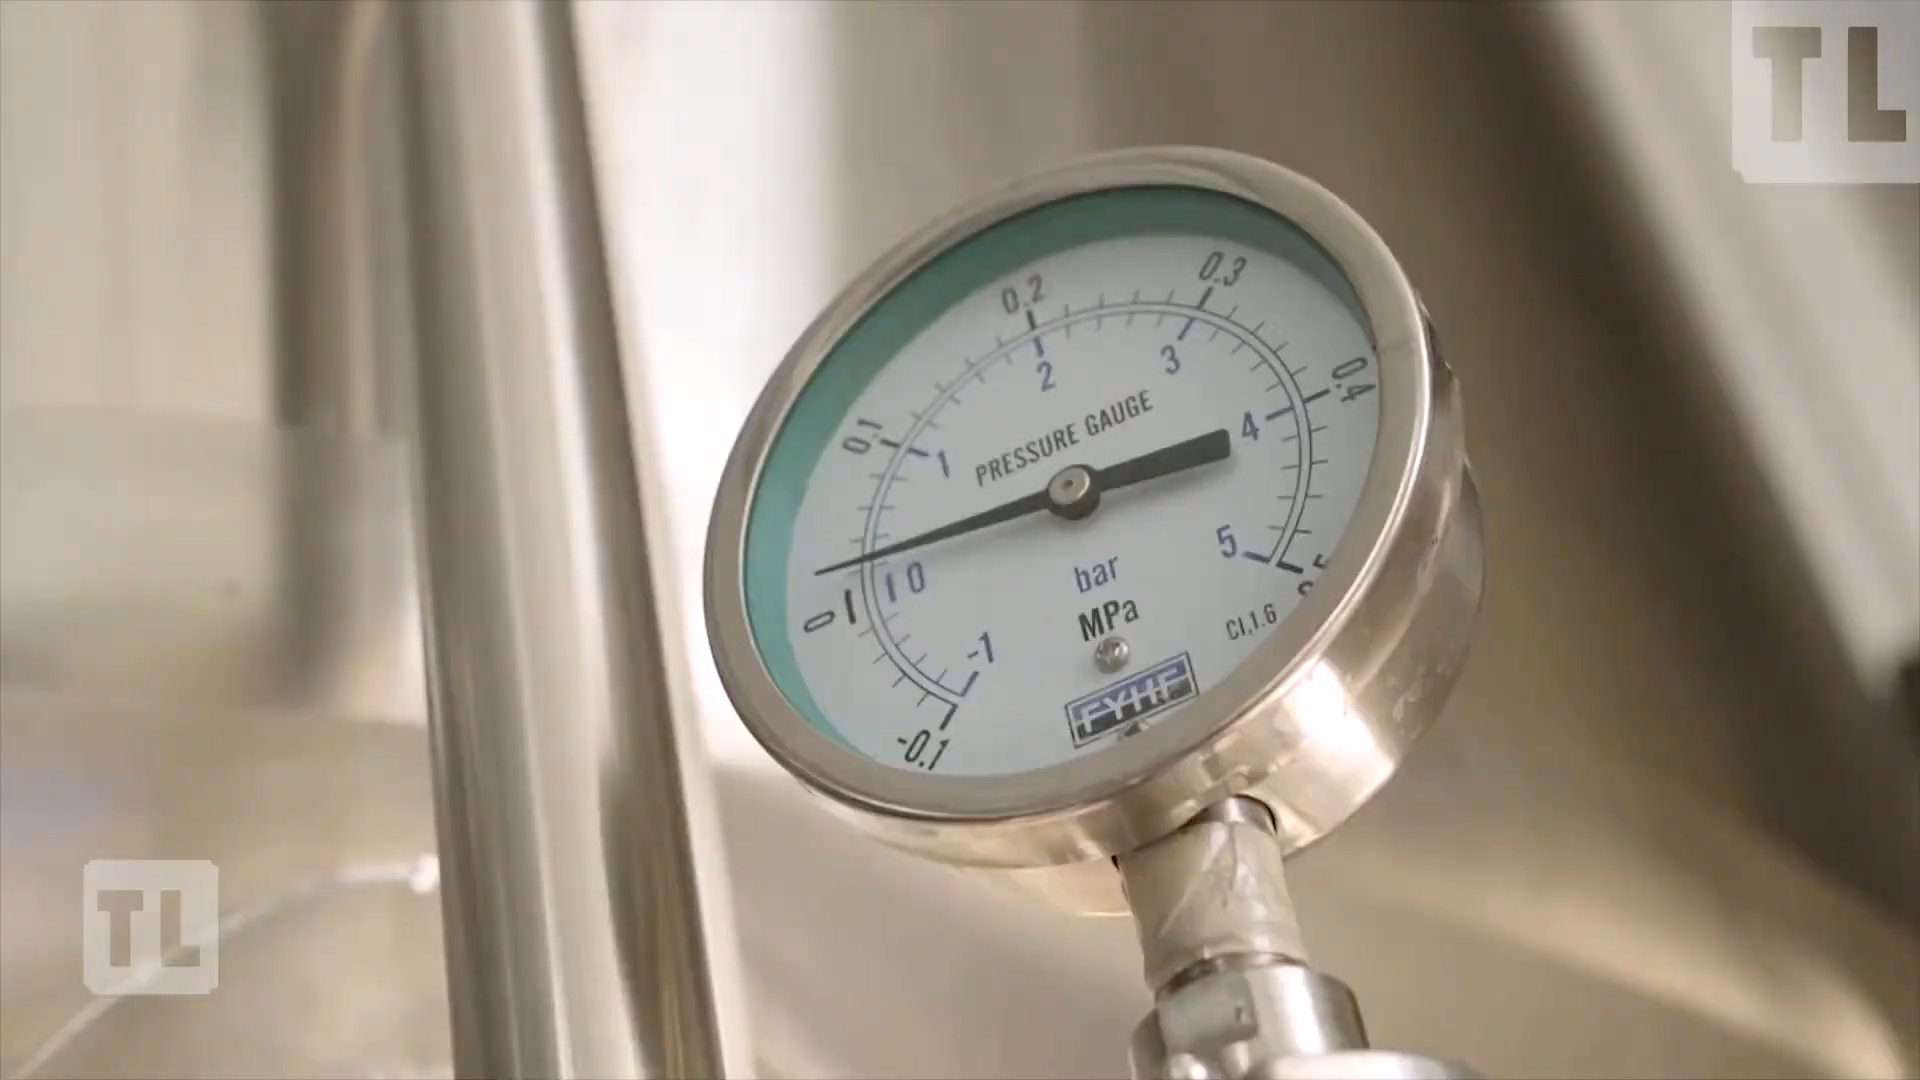 TL
0.3
0.2
3
0.4
2
0.1
1
4
PRESSURE GAUGE
5
bar
0
0
MPa
Cl,1.6
-1
FYHF
-0.1
TL